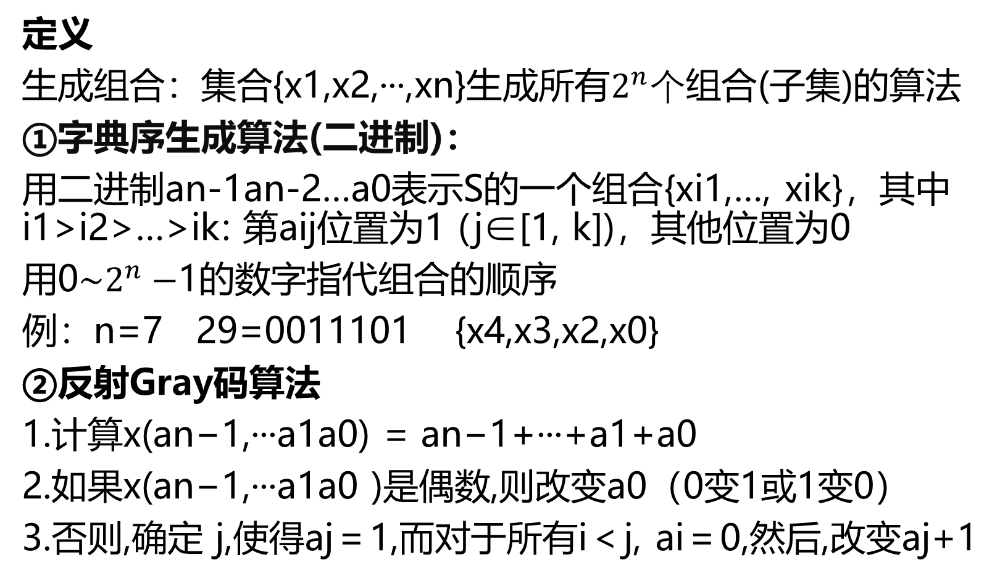 定义
生成组合：集合{x1,x2,···,xn}生成所有2ⁿ个组合(子集)的算法
①字典序生成算法(二进制)：
用二进制an-1an-2…a0表示S的一个组合{xi1,…, xik}，其中
i1>i2>…>ik: 第aij位置为1（j∈[1, k]），其他位置为0
用0~2ⁿ −1的数字指代组合的顺序
例：n=7 29=0011101 {x4,x3,x2,x0}
②反射Gray码算法
1.计算x(an−1,···a1a0) = an−1+···+a1+a0
2.如果x(an−1,···a1a0 )是偶数,则改变a0（0变1或1变0）
3.否则,确定 j,使得aj = 1,而对于所有i < j, ai = 0,然后,改变aj+1